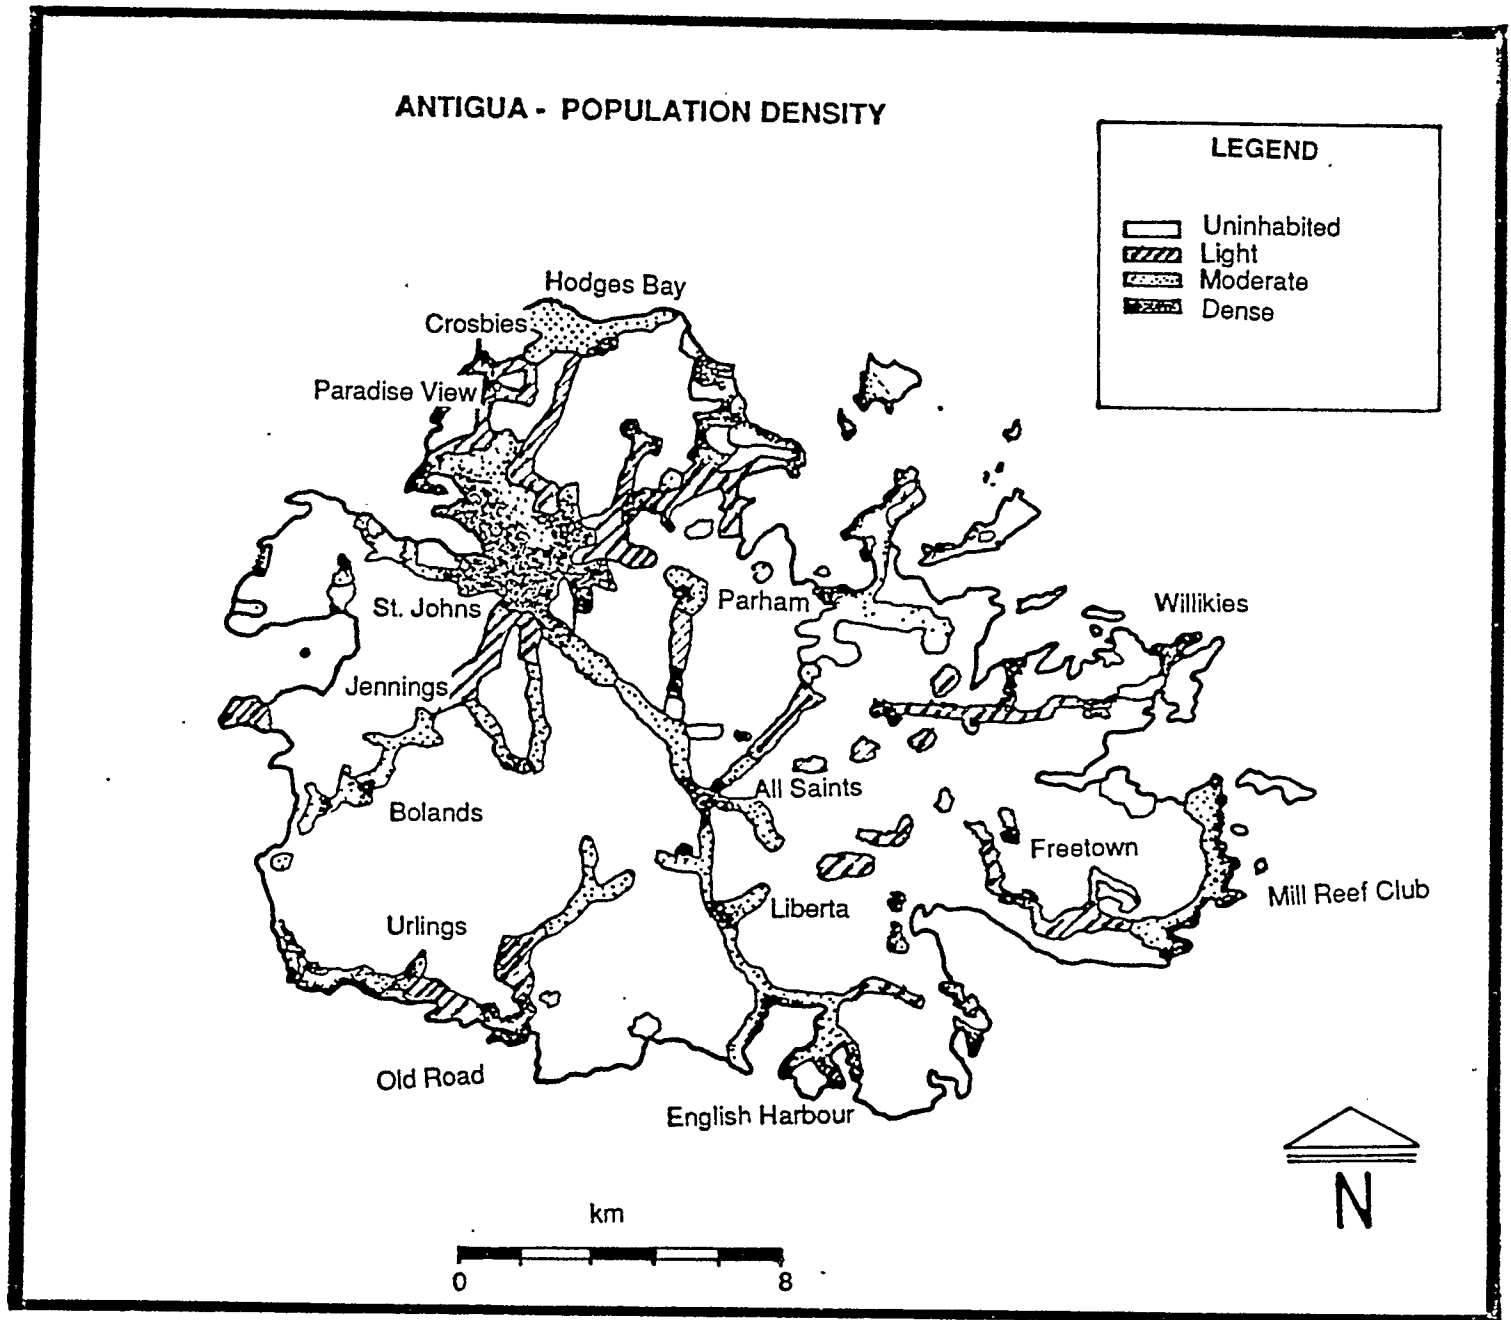 ANTIGUA - POPULATION DENSITY
LEGEND
Uninhabited
Light
Moderate
Dense
Hodges Bay
Crosbies
Paradise View
St. Johns
Parham
Willikies
Jennings
All Saints
Bolands
Freetown
Mill Reef Club
Liberta
Urlings
Old Road
English Harbour
N
km
0 8